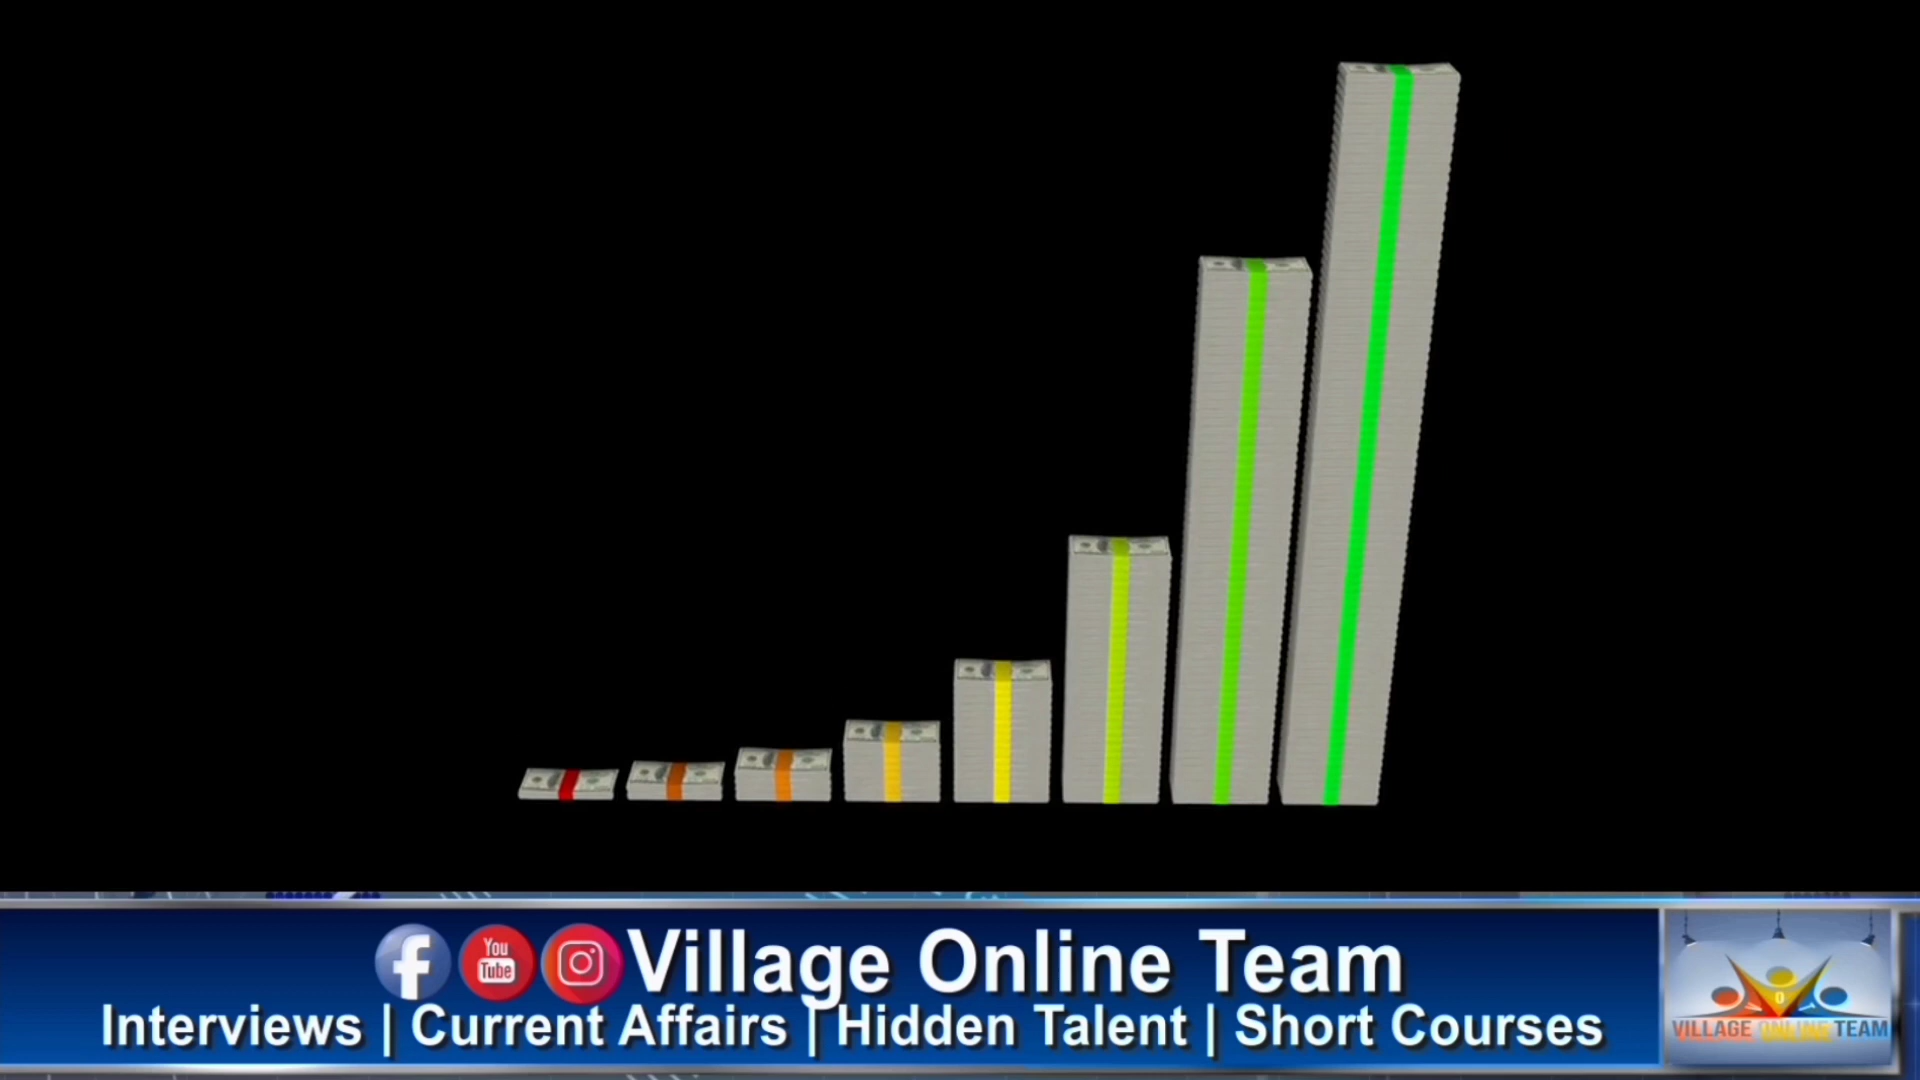 You
Tube
Village Online Team
Interviews | Current Affairs | Hidden Talent | Short Courses
VILLAGE ONLINE TEAM